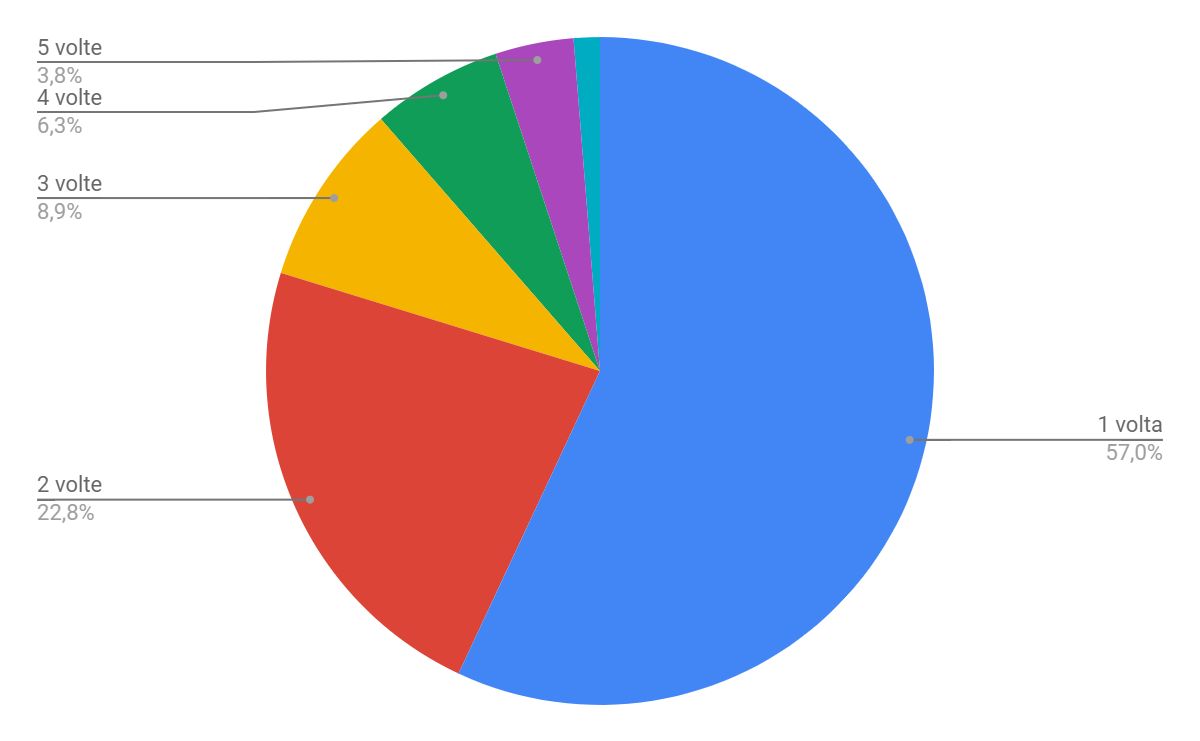 5 volte
3,8%
4 volte
6,3%
3 volte
8,9%
2 volte
22,8%
1 volta
57,0%